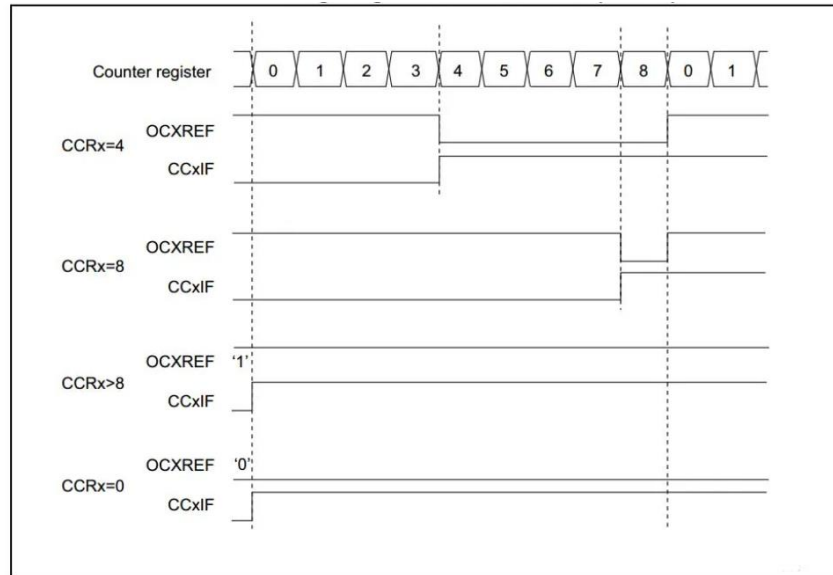 Counter register 0 1 2 3 4 5 6 7 8 0 1
OCXREF
CCRx=4
CCxIF
OCXREF
CCRx=8
CCxIF
OCXREF '1'
CCRx>8
CCxIF
OCXREF '0'
CCRx=0
CCxIF